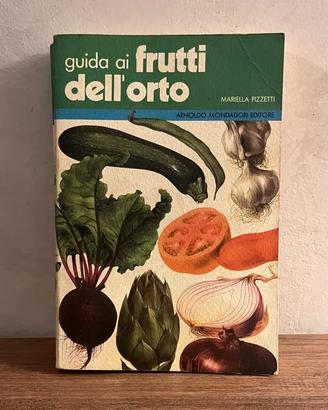 guida ai frutti
dell'orto
MARIELLA PIZZETTI
ARNOLDO MONDADORI EDITORE